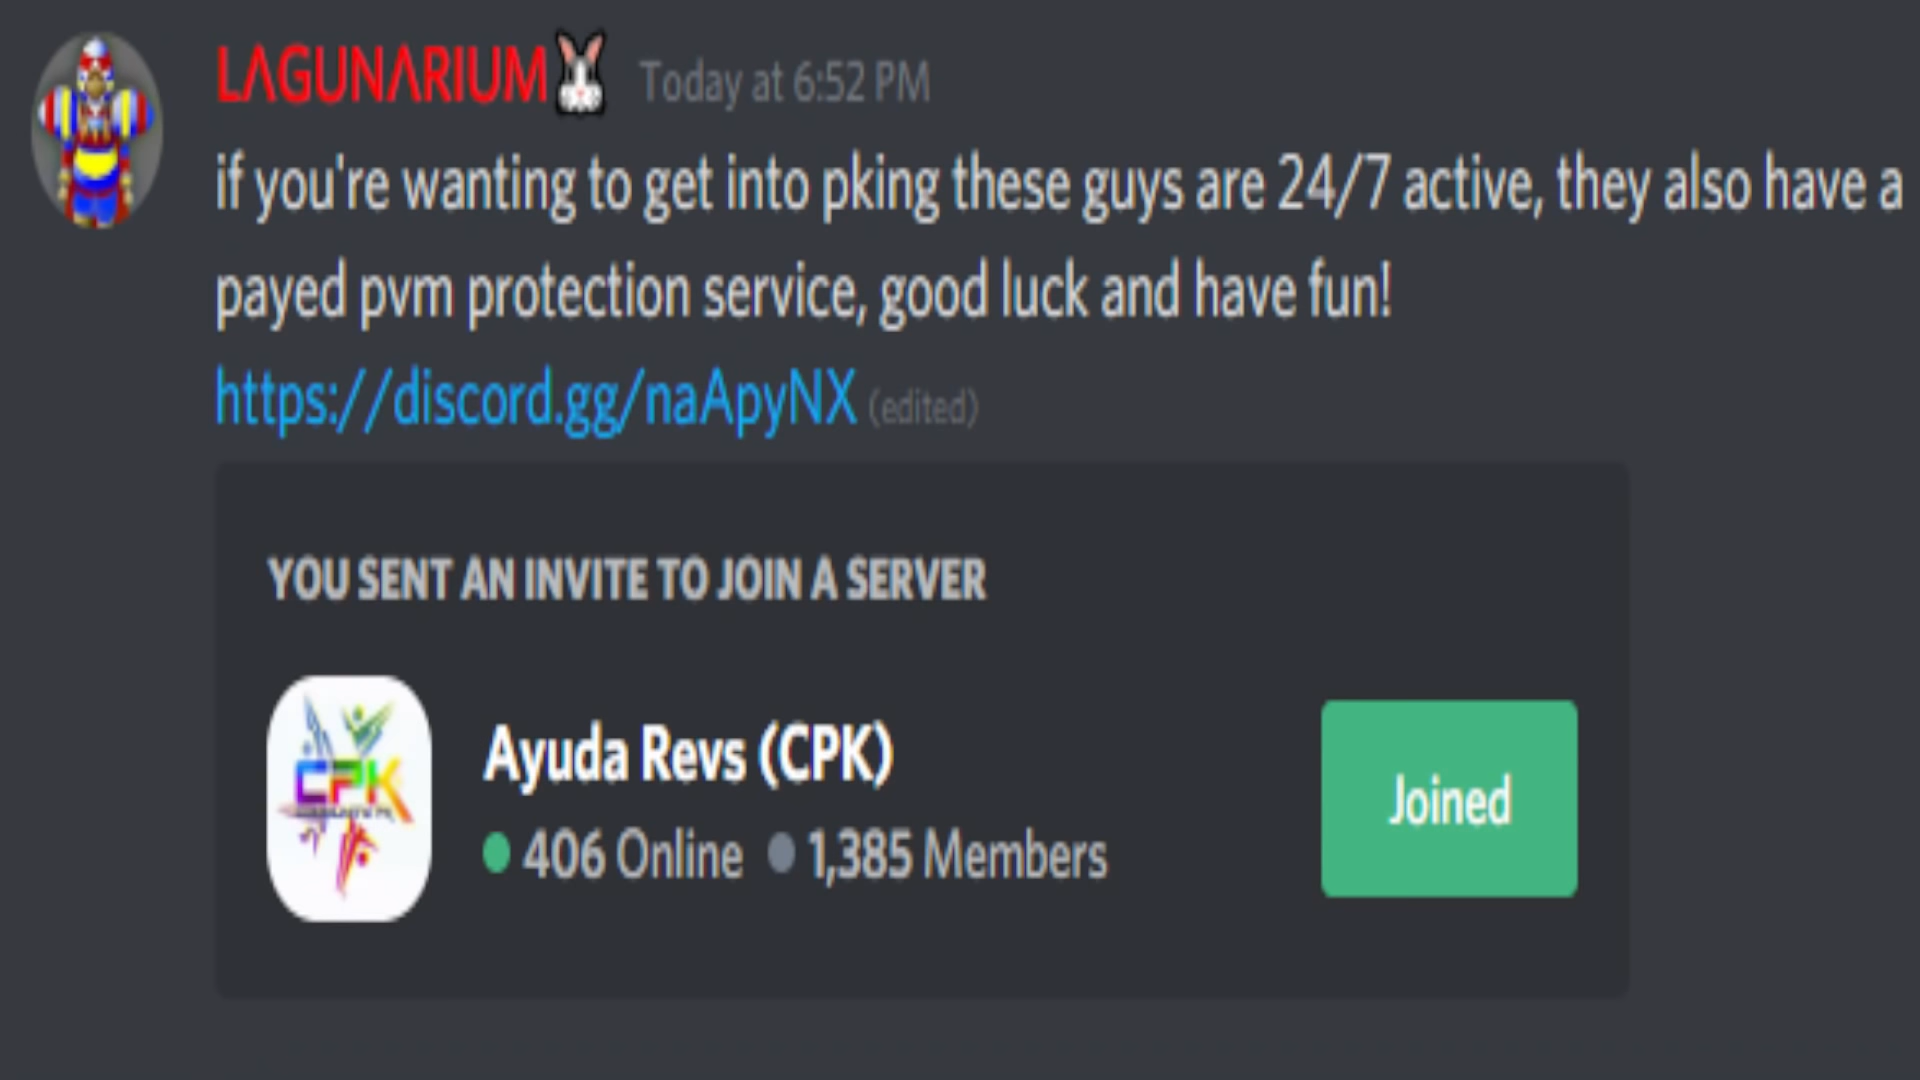 LΛGUNΛRIUM🐰 Today at 6:52 PM
if you're wanting to get into pking these guys are 24/7 active, they also have a
payed pvm protection service, good luck and have fun!
https://discord.gg/naApyNX (edited)
YOU SENT AN INVITE TO JOIN A SERVER
CPK
Ayuda Revs (CPK)
406 Online 1,385 Members
Joined